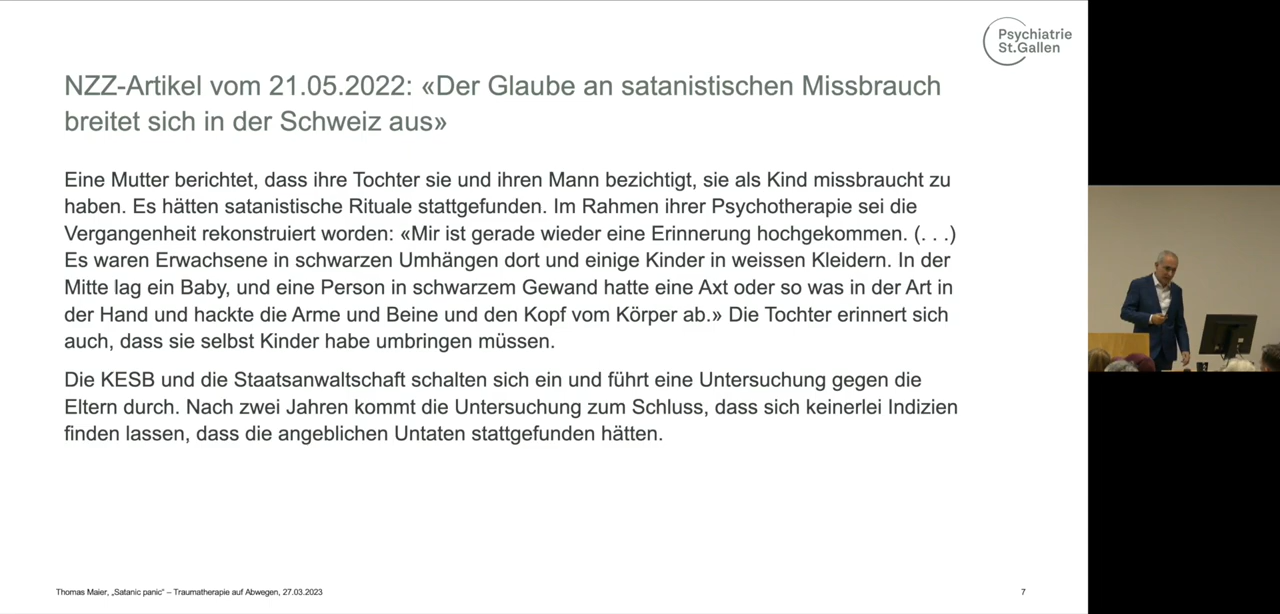 Psychiatrie
St.Gallen
NZZ-Artikel vom 21.05.2022: «Der Glaube an satanistischen Missbrauch
breitet sich in der Schweiz aus»
Eine Mutter berichtet, dass ihre Tochter sie und ihren Mann bezichtigt, sie als Kind missbraucht zu
haben. Es hätten satanistische Rituale stattgefunden. Im Rahmen ihrer Psychotherapie sei die
Vergangenheit rekonstruiert worden: «Mir ist gerade wieder eine Erinnerung hochgekommen. (. . .)
Es waren Erwachsene in schwarzen Umhängen dort und einige Kinder in weissen Kleidern. In der
Mitte lag ein Baby, und eine Person in schwarzem Gewand hatte eine Axt oder so was in der Art in
der Hand und hackte die Arme und Beine und den Kopf vom Körper ab.» Die Tochter erinnert sich
auch, dass sie selbst Kinder habe umbringen müssen.
Die KESB und die Staatsanwaltschaft schalten sich ein und führt eine Untersuchung gegen die
Eltern durch. Nach zwei Jahren kommt die Untersuchung zum Schluss, dass sich keinerlei Indizien
finden lassen, dass die angeblichen Untaten stattgefunden hätten.
Thomas Maier, „Satanic panic" – Traumatherapie auf Abwegen, 27.03.2023
7